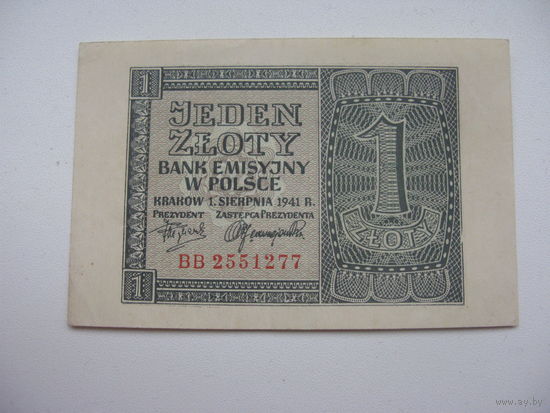 1
JEDEN
ZŁOTY
BANK EMISYJNY
W POLSCE
KRAKÓW 1. SIERPNIA 1941 R.
PREZYDENT ZASTĘPCA PREZYDENTA
BB 2551277
1
1
ZŁOTY
www.ay.by